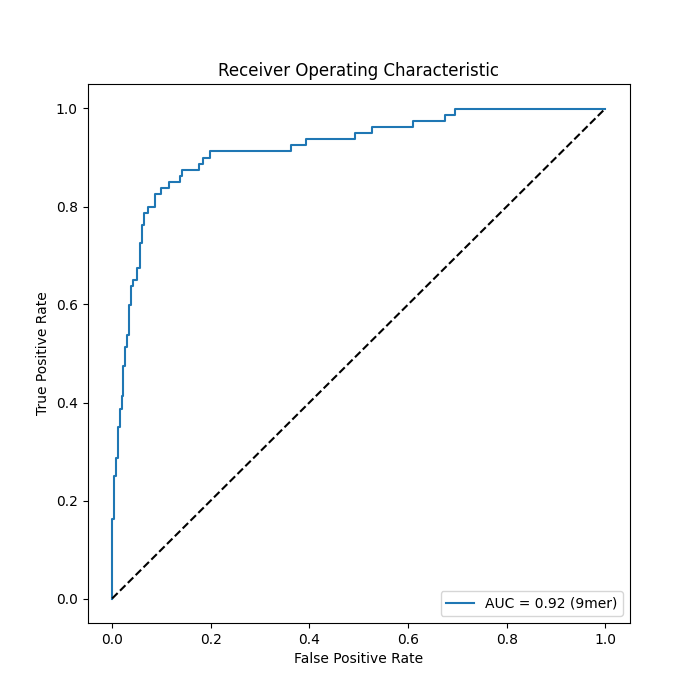 Receiver Operating Characteristic
True Positive Rate
1.0
0.8
0.6
0.4
0.2
0.0
AUC = 0.92 (9mer)
0.0 0.2 0.4 0.6 0.8 1.0
False Positive Rate